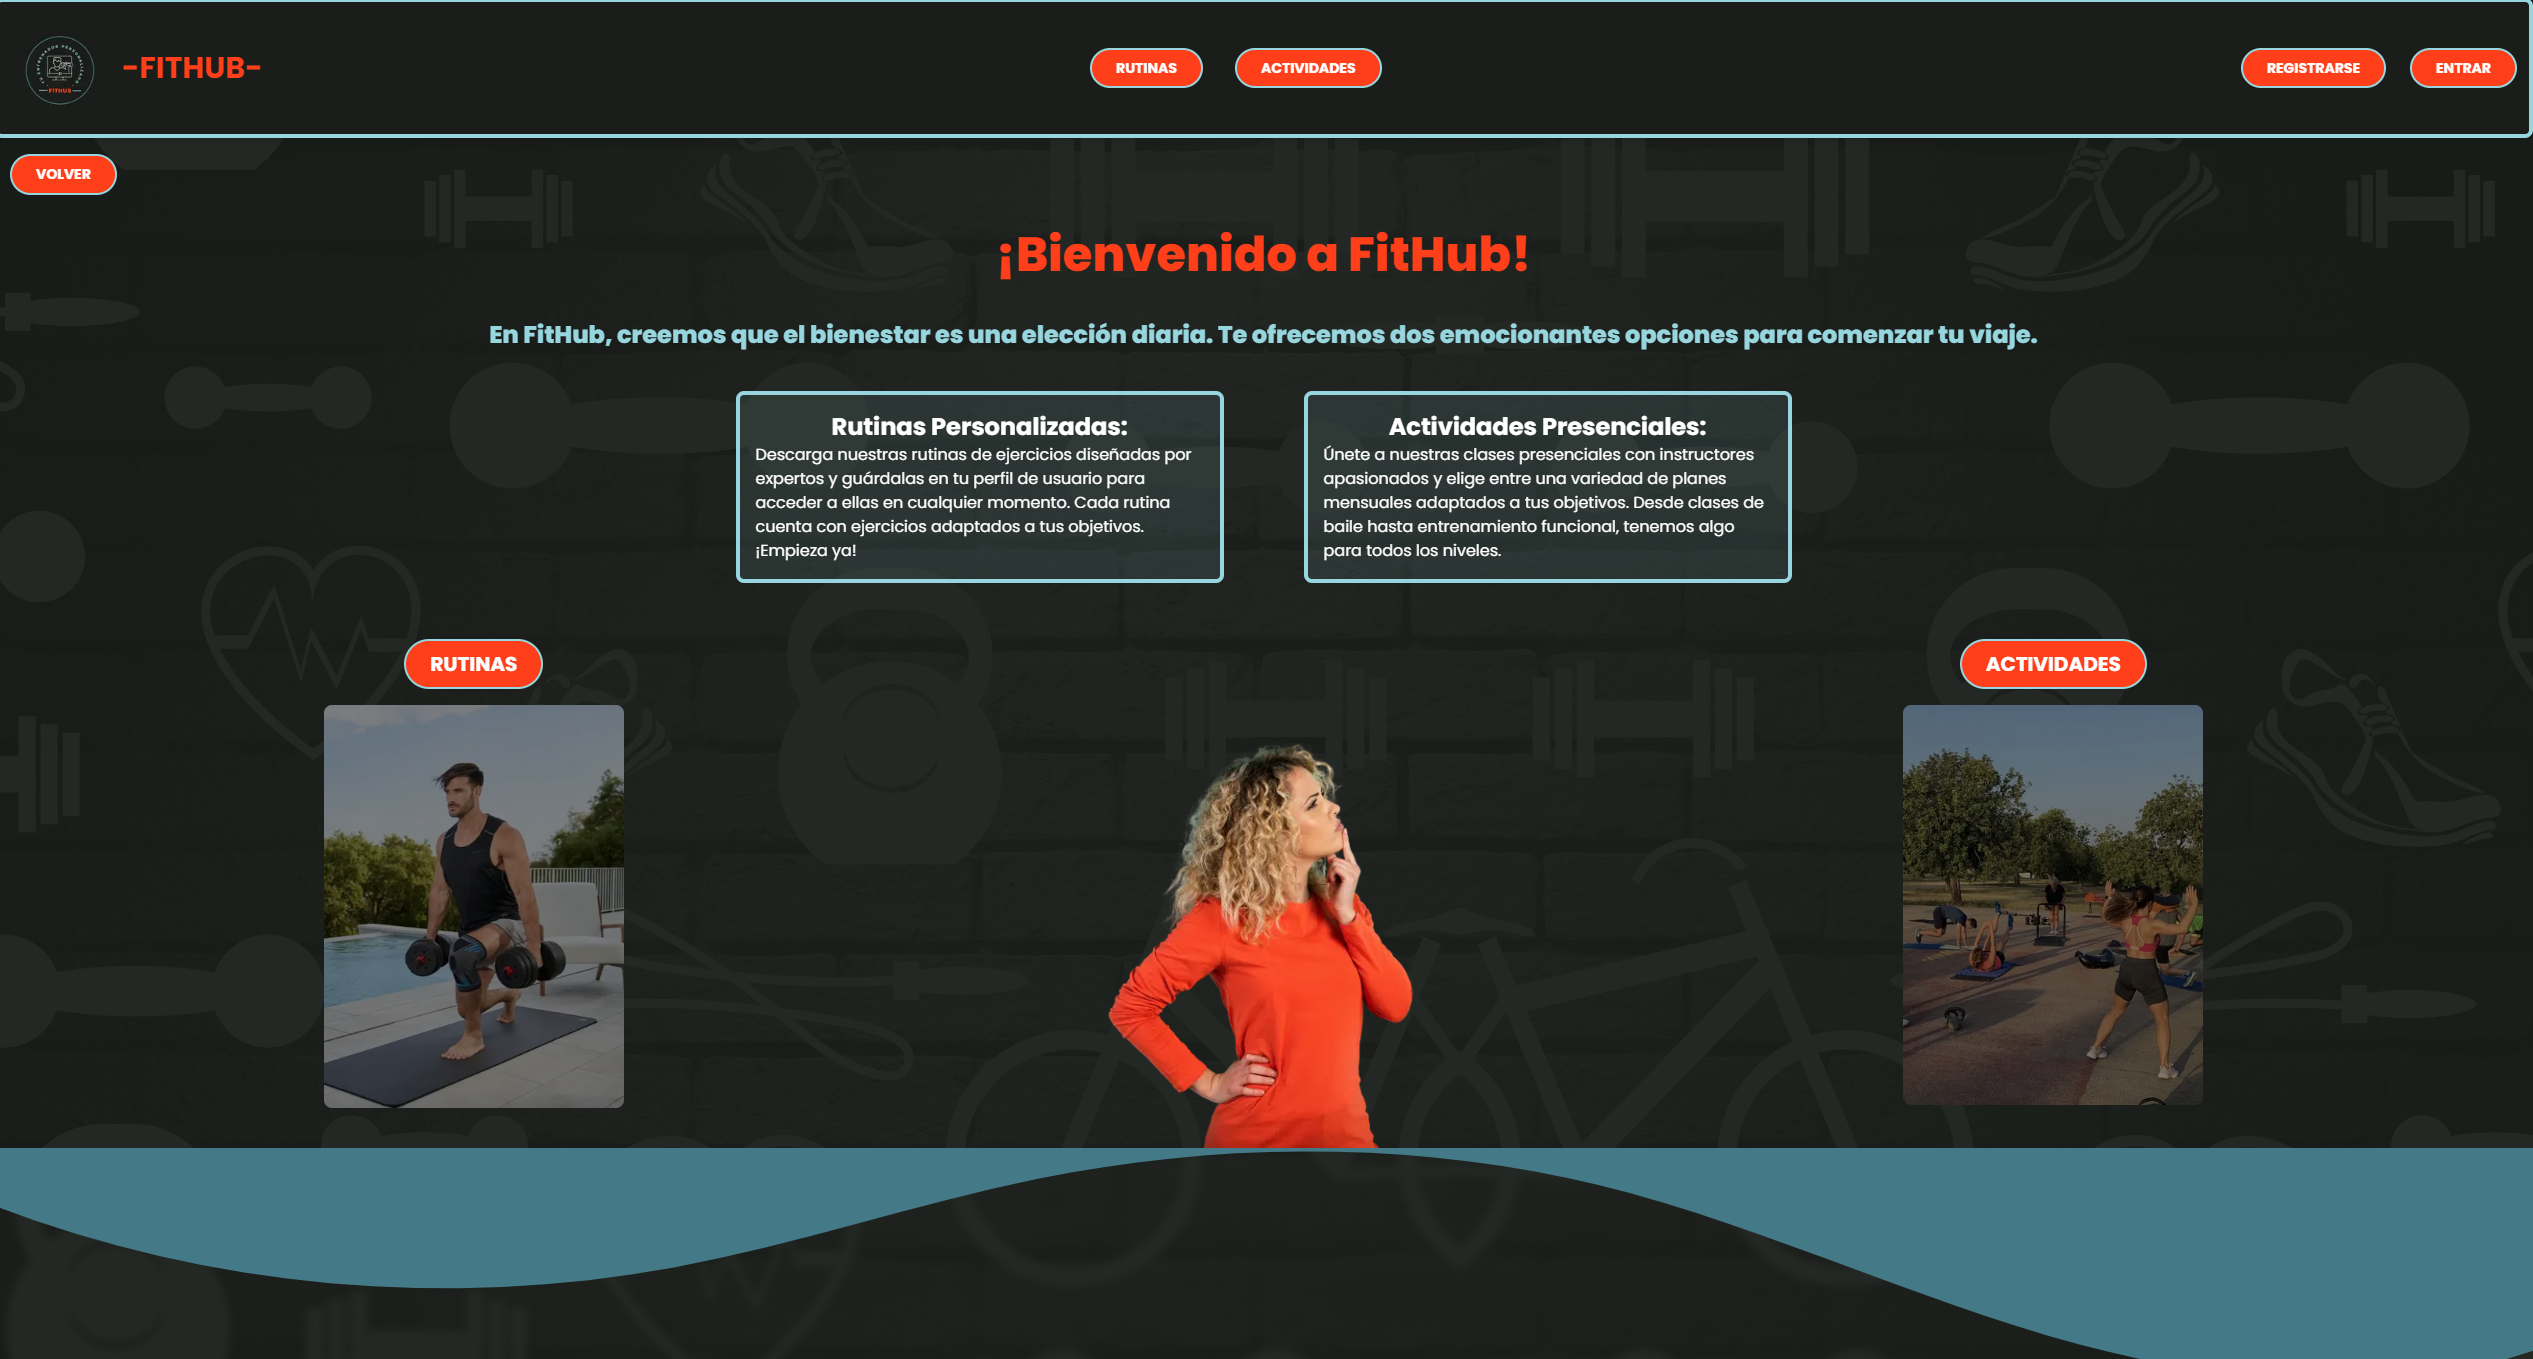 TU ENTRENADOR PERSONALIZADO
-FITHUB-
-FITHUB-
RUTINAS
ACTIVIDADES
REGISTRARSE
ENTRAR
VOLVER
¡Bienvenido a FitHub!
En FitHub, creemos que el bienestar es una elección diaria. Te ofrecemos dos emocionantes opciones para comenzar tu viaje.
Rutinas Personalizadas:
Descarga nuestras rutinas de ejercicios diseñadas por
expertos y guárdalas en tu perfil de usuario para
acceder a ellas en cualquier momento. Cada rutina
cuenta con ejercicios adaptados a tus objetivos.
¡Empieza ya!
Actividades Presenciales:
Únete a nuestras clases presenciales con instructores
apasionados y elige entre una variedad de planes
mensuales adaptados a tus objetivos. Desde clases de
baile hasta entrenamiento funcional, tenemos algo
para todos los niveles.
RUTINAS
ACTIVIDADES